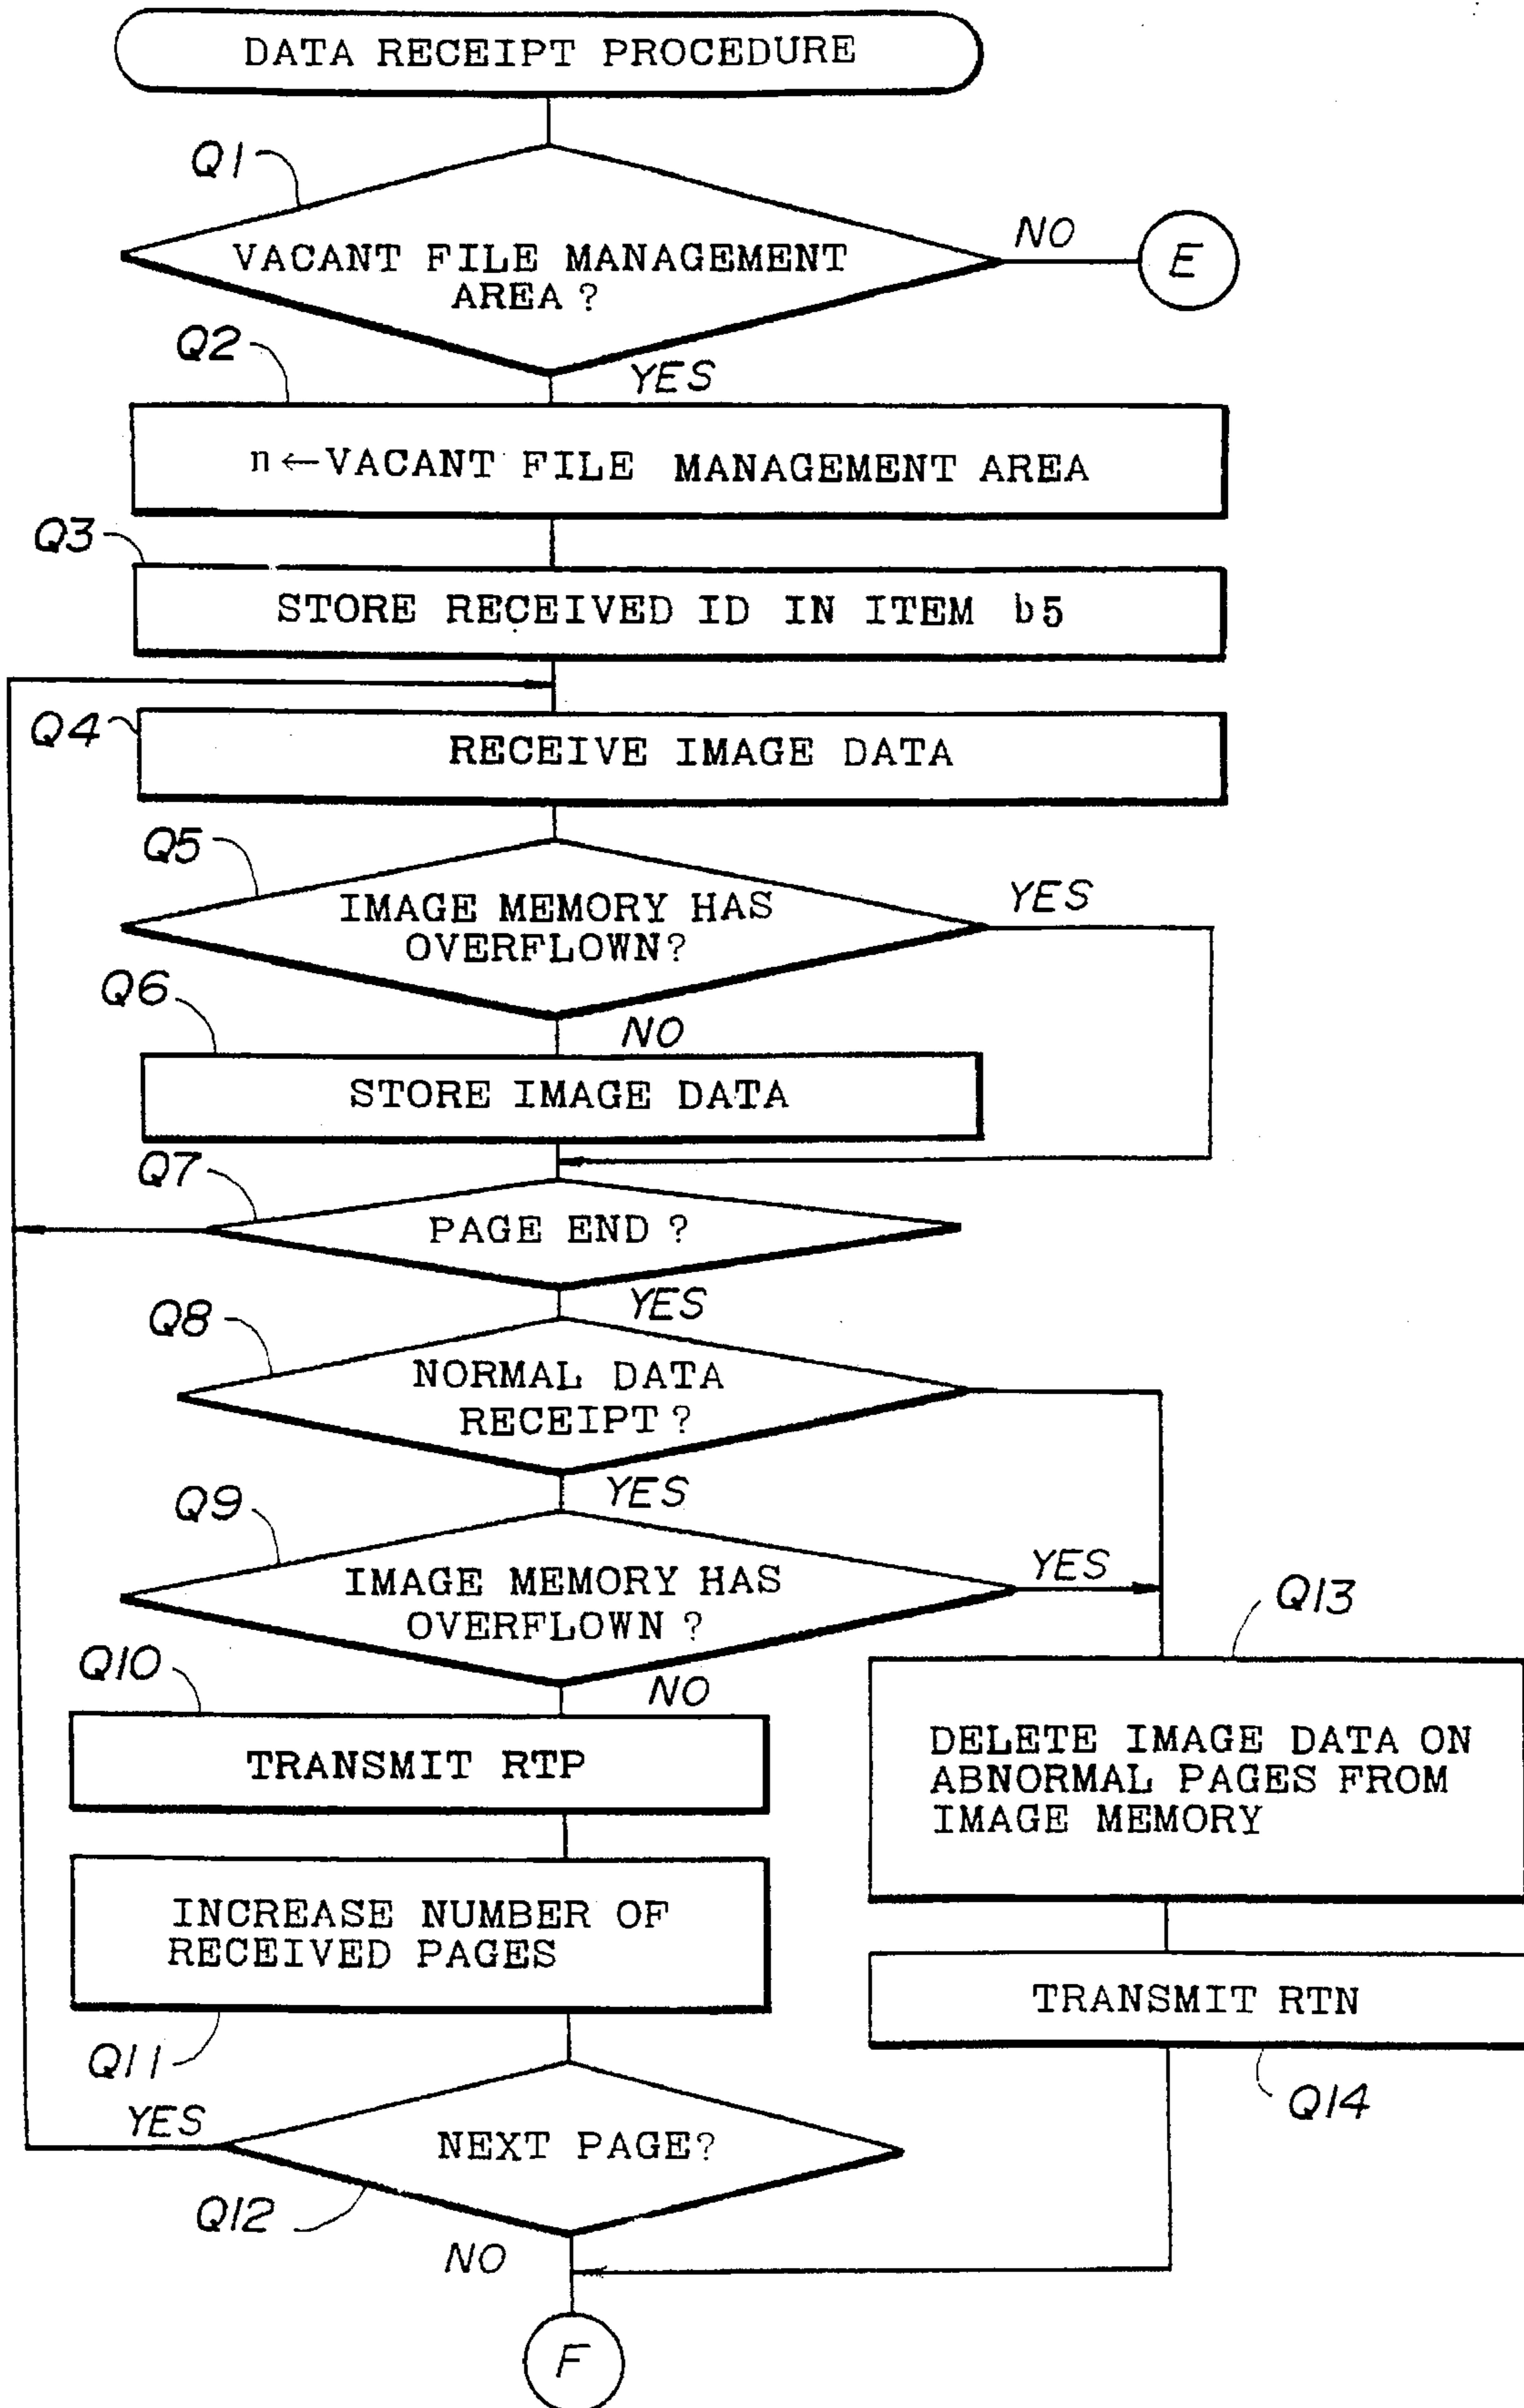 DATA RECEIPT PROCEDURE
Q1
VACANT FILE MANAGEMENT
AREA?
NO
E
Q2
YES
n←VACANT FILE MANAGEMENT AREA
Q3
STORE RECEIVED ID IN ITEM b5
Q4
RECEIVE IMAGE DATA
Q5
IMAGE MEMORY HAS
OVERFLOWN?
YES
Q6
NO
STORE IMAGE DATA
Q7
PAGE END?
YES
Q8
NORMAL DATA
RECEIPT?
YES
Q9
IMAGE MEMORY HAS
OVERFLOWN?
YES
Q10
NO
TRANSMIT RTP
INCREASE NUMBER OF
RECEIVED PAGES
Q11
Q13
DELETE IMAGE DATA ON
ABNORMAL PAGES FROM
IMAGE MEMORY
TRANSMIT RTN
Q14
YES
NEXT PAGE?
Q12
NO
F